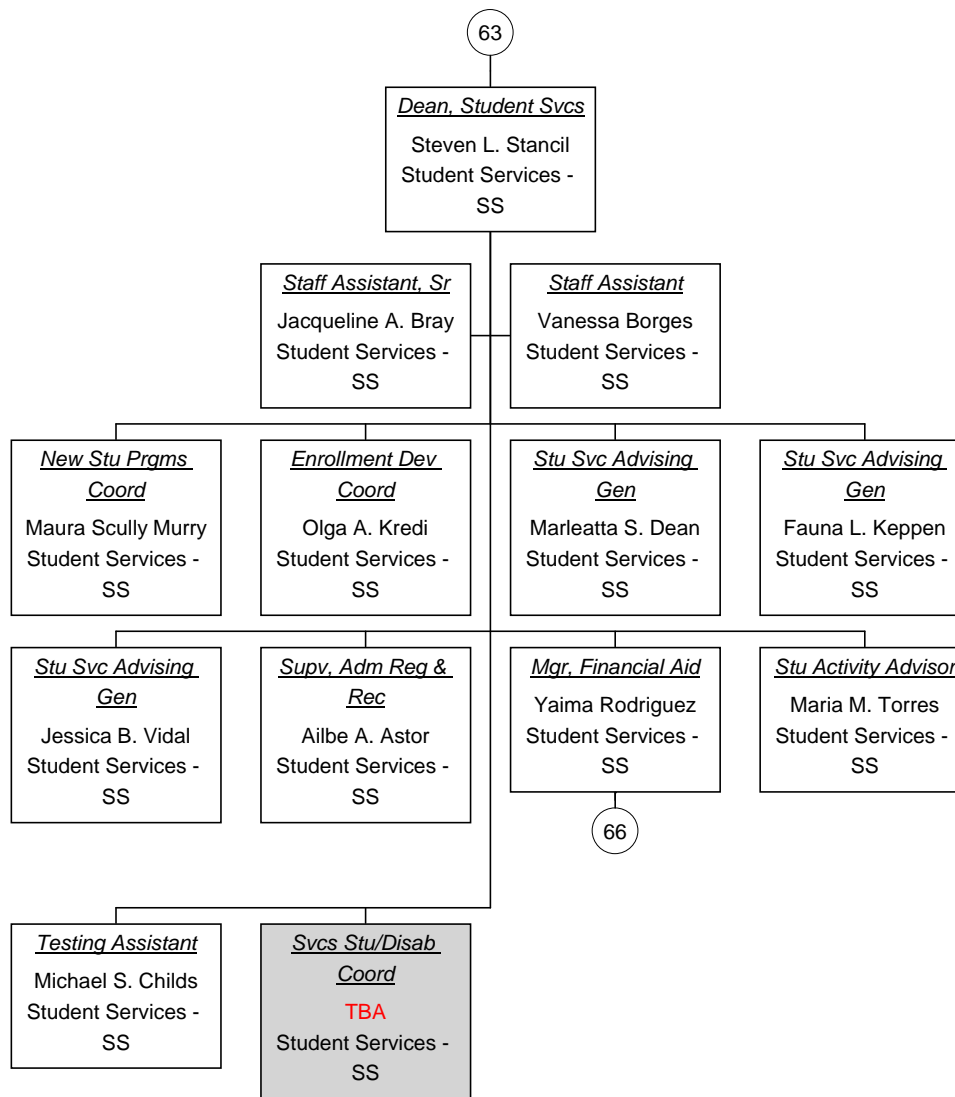 63
Dean, Student Svcs
Steven L. Stancil
Student Services -
SS
Staff Assistant, Sr
Jacqueline A. Bray
Student Services -
SS
Staff Assistant
Vanessa Borges
Student Services -
SS
New Stu Prgms
Coord
Maura Scully Murry
Student Services -
SS
Enrollment Dev
Coord
Olga A. Kredi
Student Services -
SS
Stu Svc Advising
Gen
Marleatta S. Dean
Student Services -
SS
Stu Svc Advising
Gen
Fauna L. Keppen
Student Services -
SS
Stu Svc Advising
Gen
Jessica B. Vidal
Student Services -
SS
Supv, Adm Reg &
Rec
Ailbe A. Astor
Student Services -
SS
Mgr, Financial Aid
Yaima Rodriguez
Student Services -
SS
66
Stu Activity Advisor
Maria M. Torres
Student Services -
SS
Testing Assistant
Michael S. Childs
Student Services -
SS
Svcs Stu/Disab
Coord
TBA
Student Services -
SS